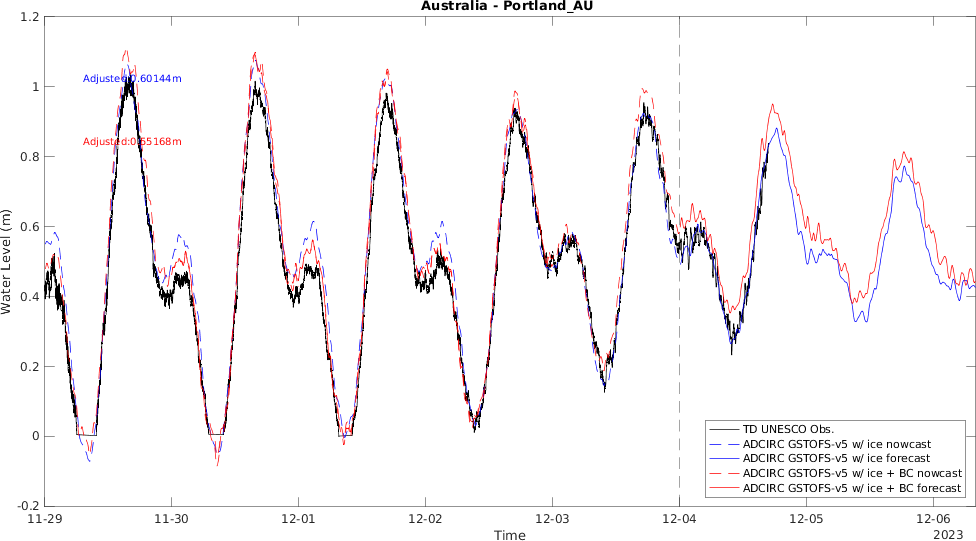 Australia - Portland_AU
1.2
1
0.8
0.6
0.4
0.2
0
-0.2
Water Level (m)
Adjusted:0.60144m
Adjusted:0.55168m
TD UNESCO Obs.
ADCIRC GSTOFS-v5 w/ ice nowcast
ADCIRC GSTOFS-v5 w/ ice forecast
ADCIRC GSTOFS-v5 w/ ice + BC nowcast
ADCIRC GSTOFS-v5 w/ ice + BC forecast
11-29 11-30 12-01 12-02 12-03 12-04 12-05 12-06
Time
2023